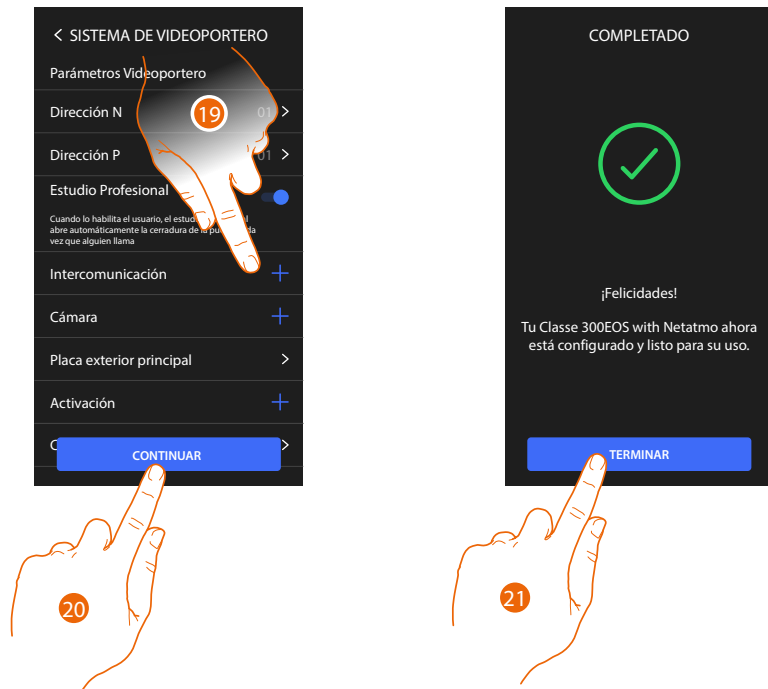 < SISTEMA DE VIDEOPORTERO
Parámetros Videoportero
Dirección N 01 >
19
Dirección P 01 >
Estudio Profesional
Cuando lo habilita el usuario, el
abre automáticamente la cerradura de la
vez que alguien llama
Intercomunicación +
Cámara +
Placa exterior principal >
Activación +
CONTINUAR
20
COMPLETADO
¡Felicidades!
Tu Classe 300EOS with Netatmo ahora
está configurado y listo para su uso.
TERMINAR
21